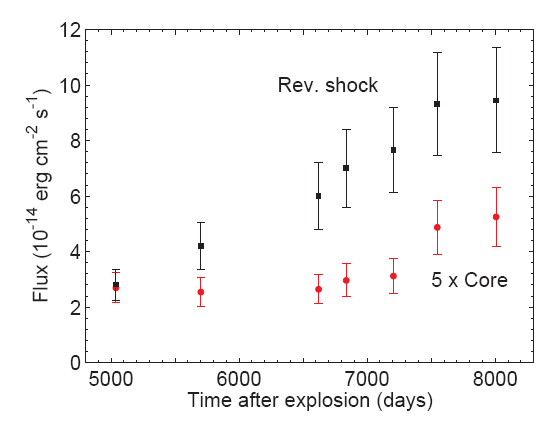 12
10
8
6
4
2
0
Flux (10⁻¹⁴ erg cm⁻² s⁻¹)
Rev. shock
5 x Core
5000 6000 7000 8000
Time after explosion (days)